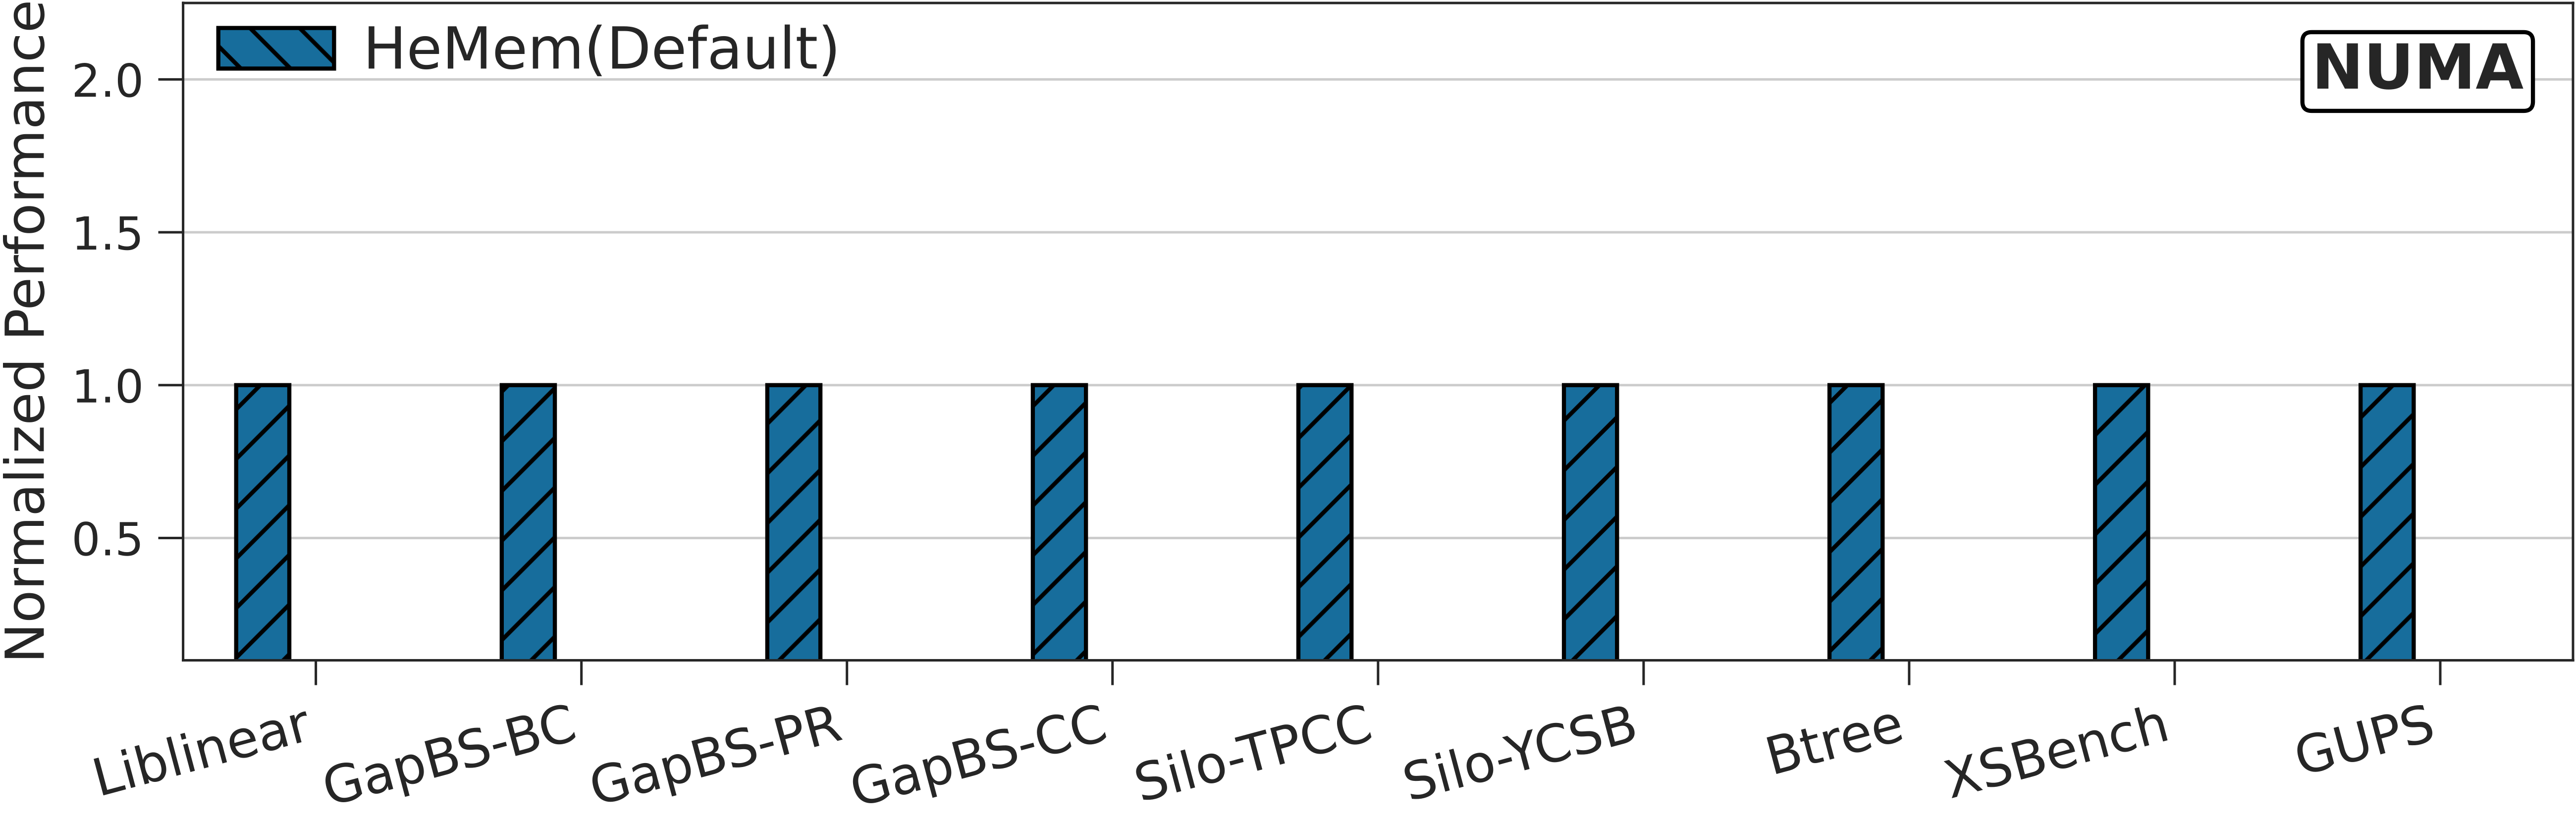 HeMem(Default)
NUMA
Normalized Performance
2.0
1.5
1.0
0.5
Liblinear
GapBS-BC
GapBS-PR
GapBS-CC
Silo-TPCC
Silo-YCSB
Btree
XSBench
GUPS